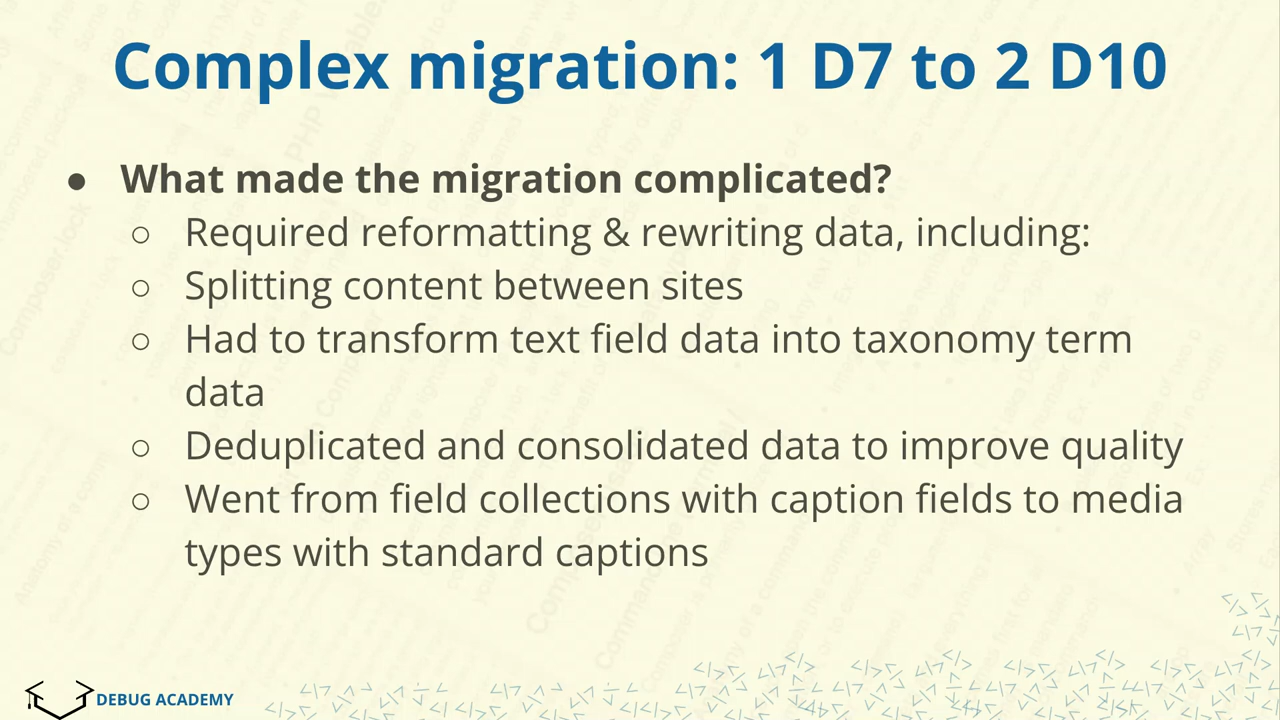 Complex migration: 1 D7 to 2 D10
● What made the migration complicated?
○ Required reformatting & rewriting data, including:
○ Splitting content between sites
○ Had to transform text field data into taxonomy term
data
○ Deduplicated and consolidated data to improve quality
○ Went from field collections with caption fields to media
types with standard captions
DEBUG ACADEMY